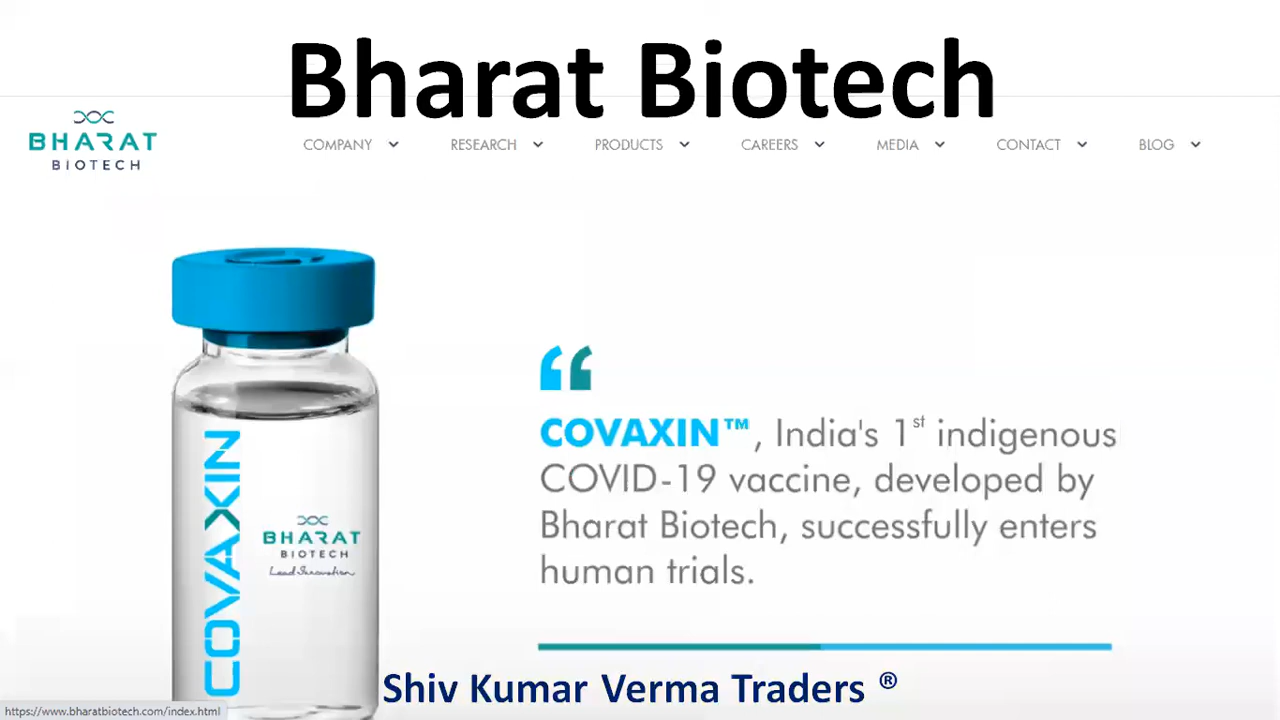 Bharat Biotech
BHARAT
BIOTECH
COMPANY RESEARCH PRODUCTS CAREERS MEDIA CONTACT BLOG
“
COVAXIN™, India's 1st indigenous
COVID-19 vaccine, developed by
Bharat Biotech, successfully enters
human trials.
COVAXIN
BHARAT
BIOTECH
Lead Innovation
Shiv Kumar Verma Traders ®
https://www.bharatbiotech.com/index.html